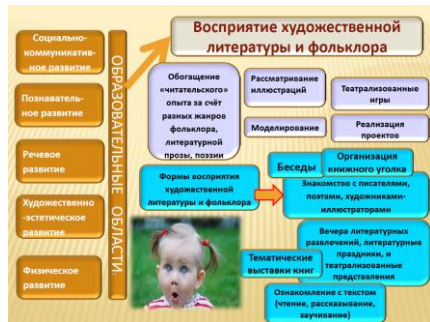 Социально-
коммуникатив-
ное развитие
Познаватель-
ное развитие
Речевое
развитие
Художественно
-эстетическое
развитие
Физическое
развитие
ОБРАЗОВАТЕЛЬНЫЕ ОБЛАСТИ
Восприятие художественной
литературы и фольклора
Обогащение
«читательского»
опыта за счёт
разных жанров
фольклора,
литературной
прозы, поэзии
Рассматривание
иллюстраций
Моделирование
Театрализованные
игры
Реализация
проектов
Формы восприятия
художественной
литературы и фольклора
Беседы
Организация
книжного уголка
Знакомство с писателями,
поэтами, художниками-
иллюстраторами
Вечера литературных
развлечений, литературные
праздники, и
театрализованные
представления
Тематические
выставки книг
Ознакомление с текстом
(чтение, рассказывание,
заучивание)